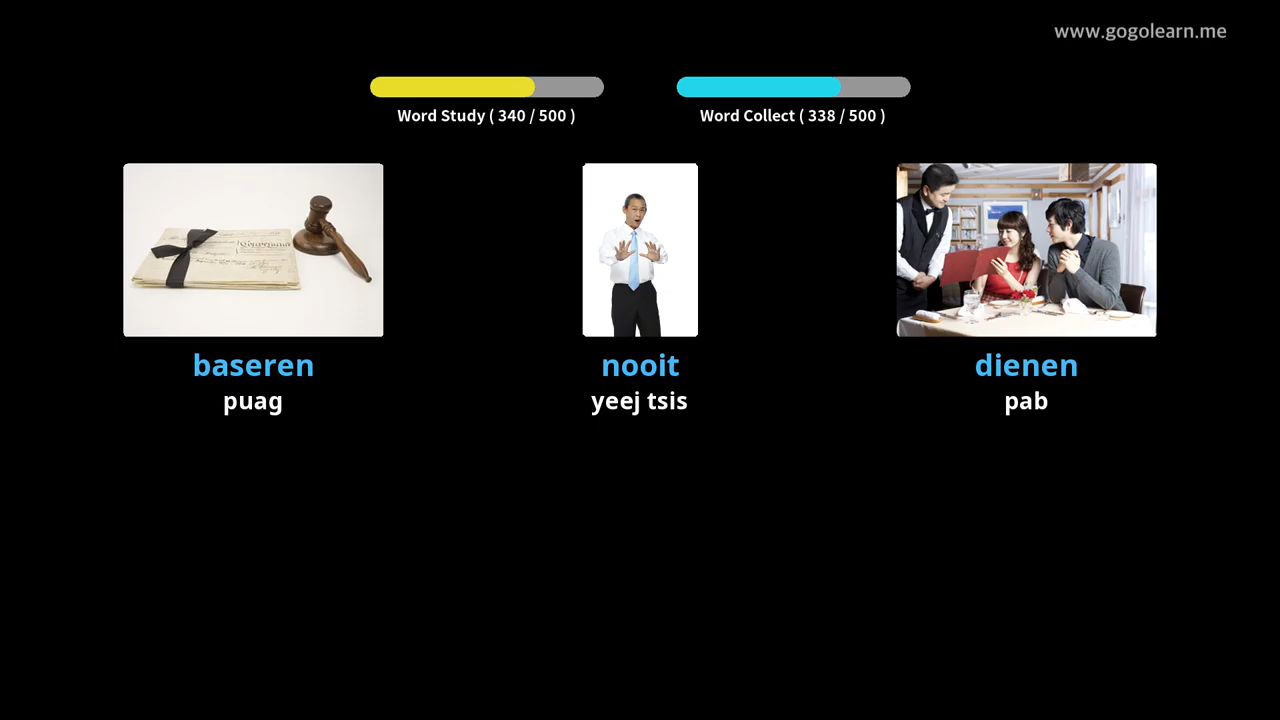 www.gogolearn.me
Word Study ( 340 / 500 )
Word Collect ( 338 / 500 )
baseren
nooit
dienen
puag
yeej tsis
pab